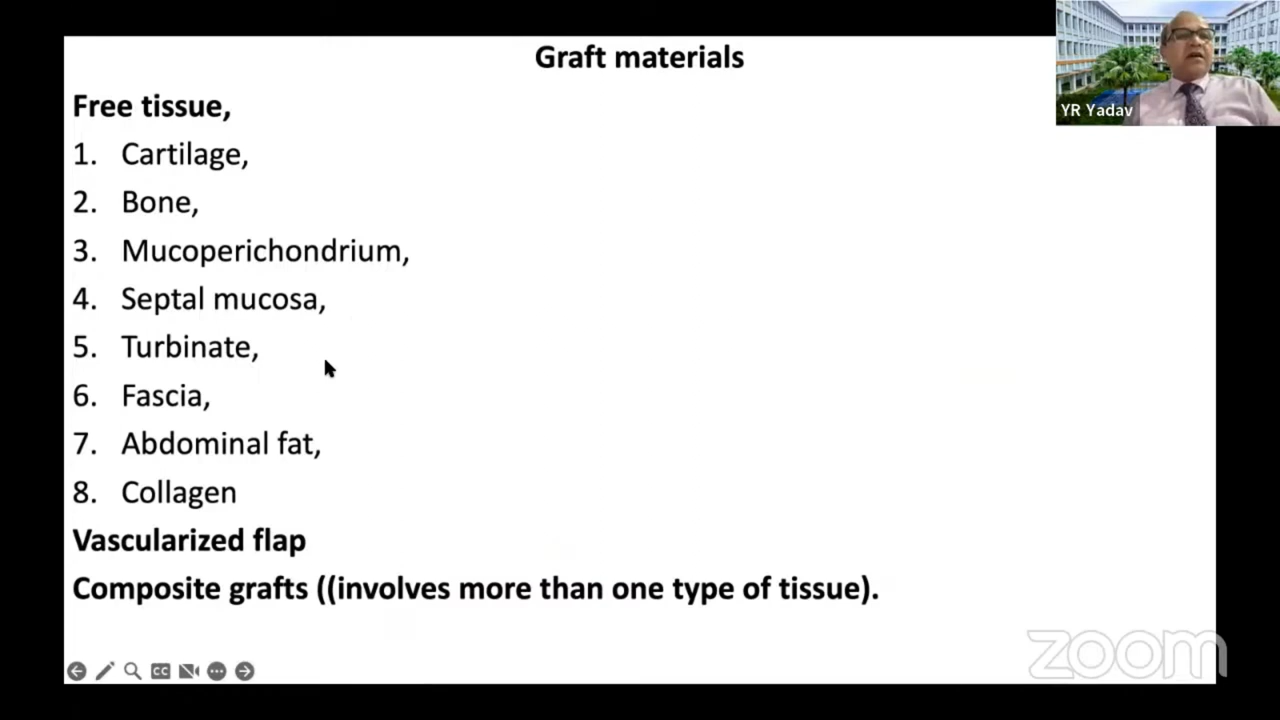 Graft materials
YR Yadav
Free tissue,
1. Cartilage,
2. Bone,
3. Mucoperichondrium,
4. Septal mucosa,
5. Turbinate,
6. Fascia,
7. Abdominal fat,
8. Collagen
Vascularized flap
Composite grafts ((involves more than one type of tissue).
CC
zoom